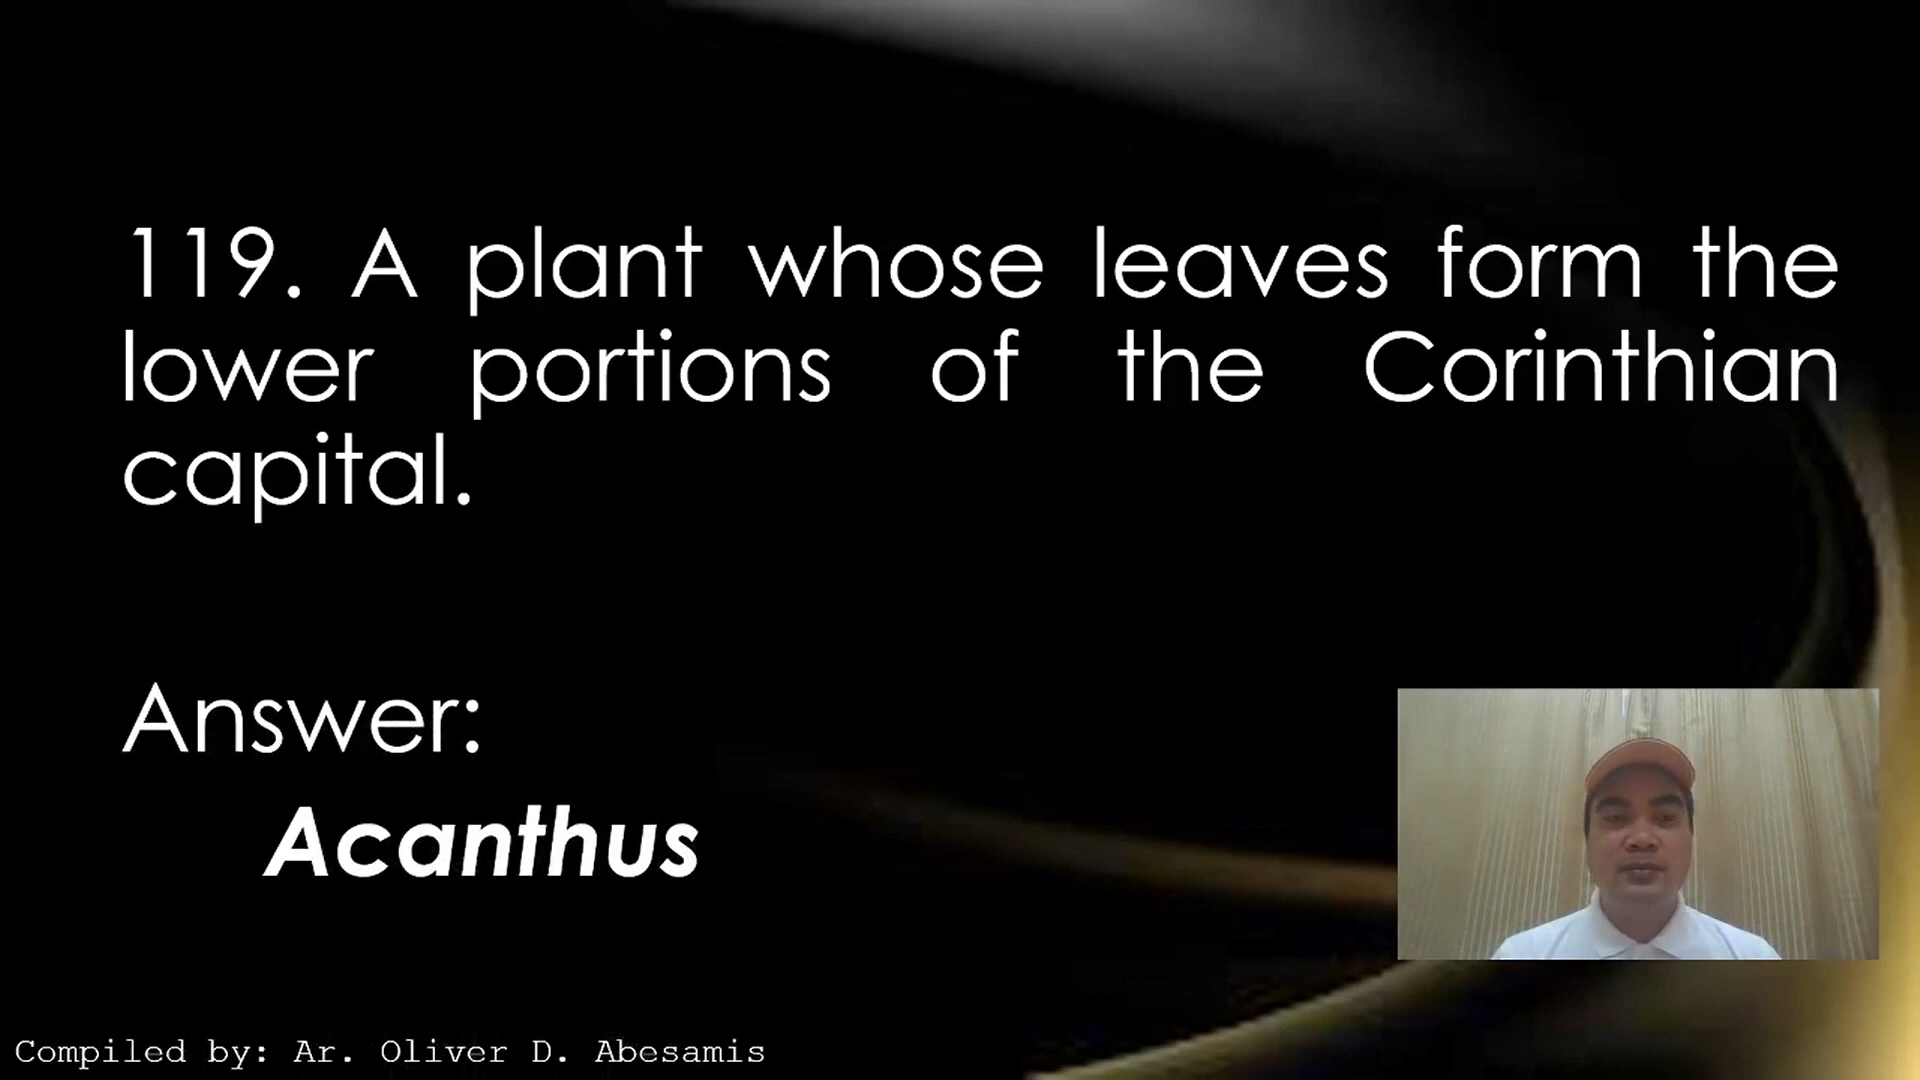 119. A plant whose leaves form the
lower portions of the Corinthian
capital.
Answer:
Acanthus
Compiled by: Ar. Oliver D. Abesamis